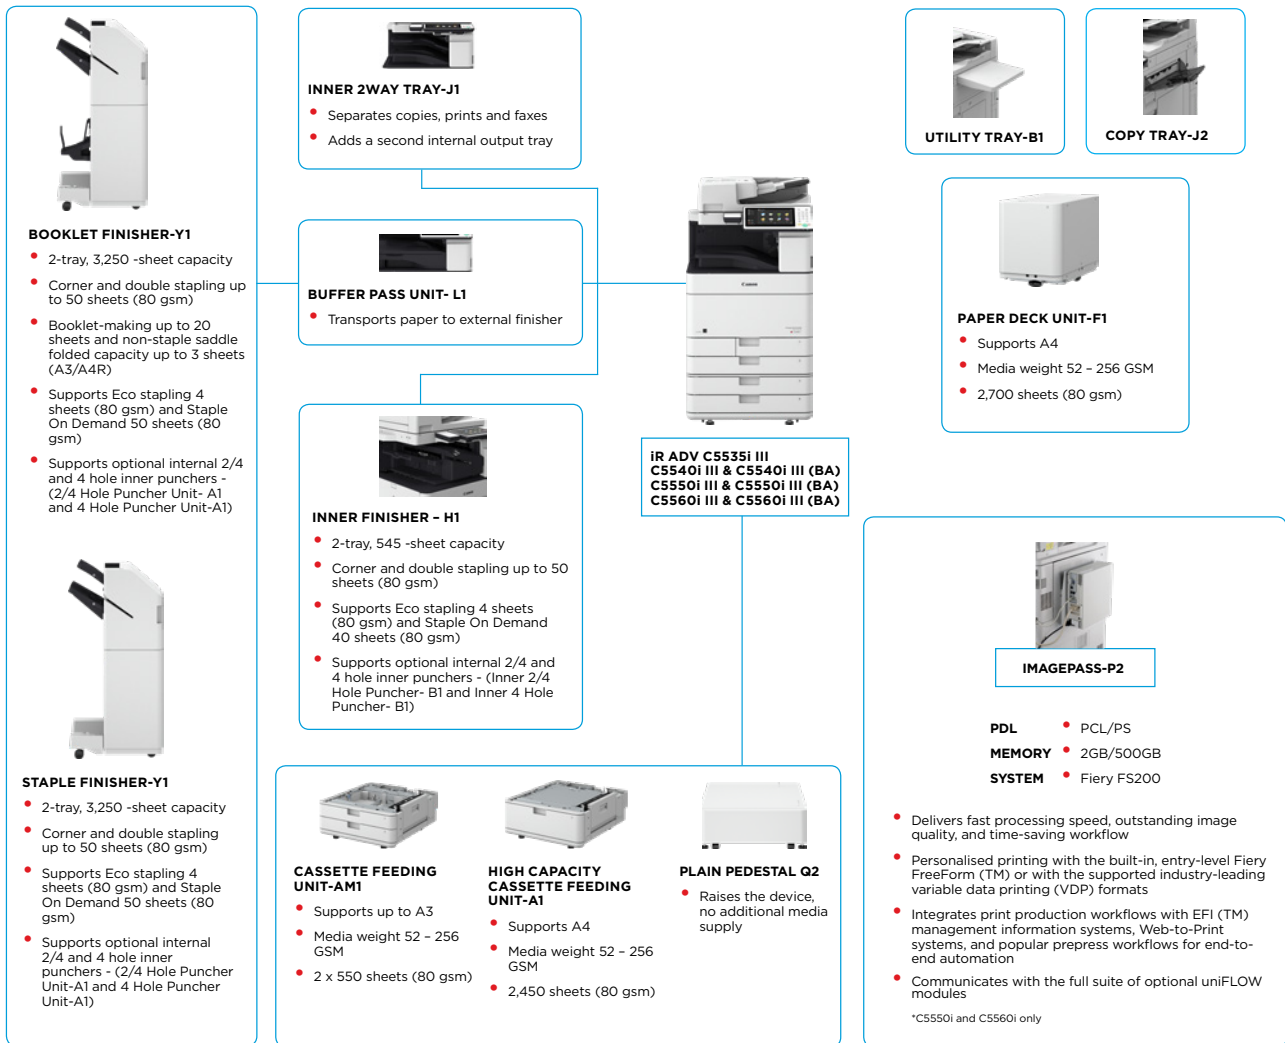 BOOKLET FINISHER-Y1
• 2-tray, 3,250 -sheet capacity
• Corner and double stapling up
to 50 sheets (80 gsm)
• Booklet-making up to 20
sheets and non-staple saddle
folded capacity up to 3 sheets
(A3/A4R)
• Supports Eco stapling 4
sheets (80 gsm) and Staple
On Demand 50 sheets (80
gsm)
• Supports optional internal 2/4
and 4 hole inner punchers -
(2/4 Hole Puncher Unit- A1
and 4 Hole Puncher Unit-A1)
STAPLE FINISHER-Y1
• 2-tray, 3,250 -sheet capacity
• Corner and double stapling
up to 50 sheets (80 gsm)
• Supports Eco stapling 4
sheets (80 gsm) and Staple
On Demand 50 sheets (80
gsm)
• Supports optional internal
2/4 and 4 hole inner
punchers - (2/4 Hole Puncher
Unit-A1 and 4 Hole Puncher
Unit-A1)
INNER 2WAY TRAY-J1
• Separates copies, prints and faxes
• Adds a second internal output tray
BUFFER PASS UNIT- L1
• Transports paper to external finisher
INNER FINISHER – H1
• 2-tray, 545 -sheet capacity
• Corner and double stapling up to 50
sheets (80 gsm)
• Supports Eco stapling 4 sheets
(80 gsm) and Staple On Demand
40 sheets (80 gsm)
• Supports optional internal 2/4 and
4 hole inner punchers - (Inner 2/4
Hole Puncher- B1 and Inner 4 Hole
Puncher- B1)
Canon
iR ADV C5535i III
C5540i III & C5540i III (BA)
C5550i III & C5550i III (BA)
C5560i III & C5560i III (BA)
CASSETTE FEEDING
UNIT-AM1
• Supports up to A3
• Media weight 52 – 256
GSM
• 2 x 550 sheets (80 gsm)
HIGH CAPACITY
CASSETTE FEEDING
UNIT-A1
• Supports A4
• Media weight 52 – 256
GSM
• 2,450 sheets (80 gsm)
PLAIN PEDESTAL Q2
• Raises the device,
no additional media
supply
UTILITY TRAY-B1
COPY TRAY-J2
PAPER DECK UNIT-F1
• Supports A4
• Media weight 52 – 256 GSM
• 2,700 sheets (80 gsm)
IMAGEPASS-P2
PDL • PCL/PS
MEMORY • 2GB/500GB
SYSTEM • Fiery FS200
• Delivers fast processing speed, outstanding image
quality, and time-saving workflow
• Personalised printing with the built-in, entry-level Fiery
FreeForm (TM) or with the supported industry-leading
variable data printing (VDP) formats
• Integrates print production workflows with EFI (TM)
management information systems, Web-to-Print
systems, and popular prepress workflows for end-to-
end automation
• Communicates with the full suite of optional uniFLOW
modules
*C5550i and C5560i only